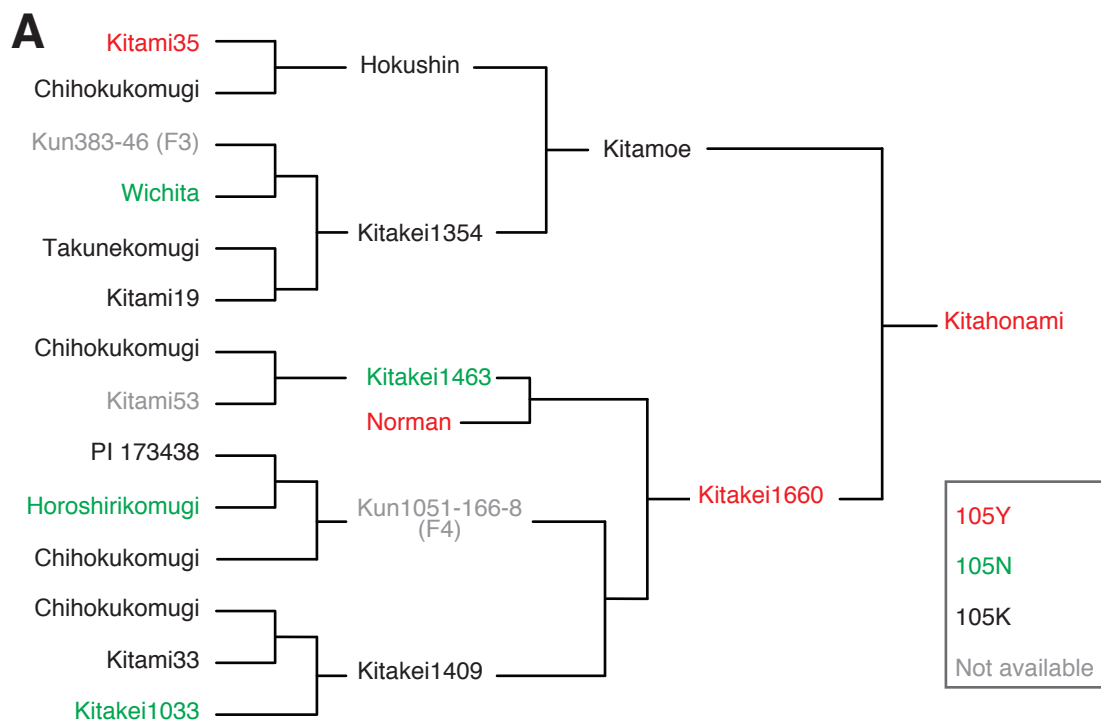 A
Kitami35
Chihokukomugi
Hokushin
Kun383-46 (F3)
Wichita
Kitamoe
Takunekomugi
Kitakei1354
Kitami19
Kitahonami
Chihokukomugi
Kitakei1463
Kitami53
Norman
PI 173438
Kitakei1660
Horoshirikomugi
Kun1051-166-8
(F4)
Chihokukomugi
Chihokukomugi
Kitami33
Kitakei1409
Kitakei1033
105Y
105N
105K
Not available